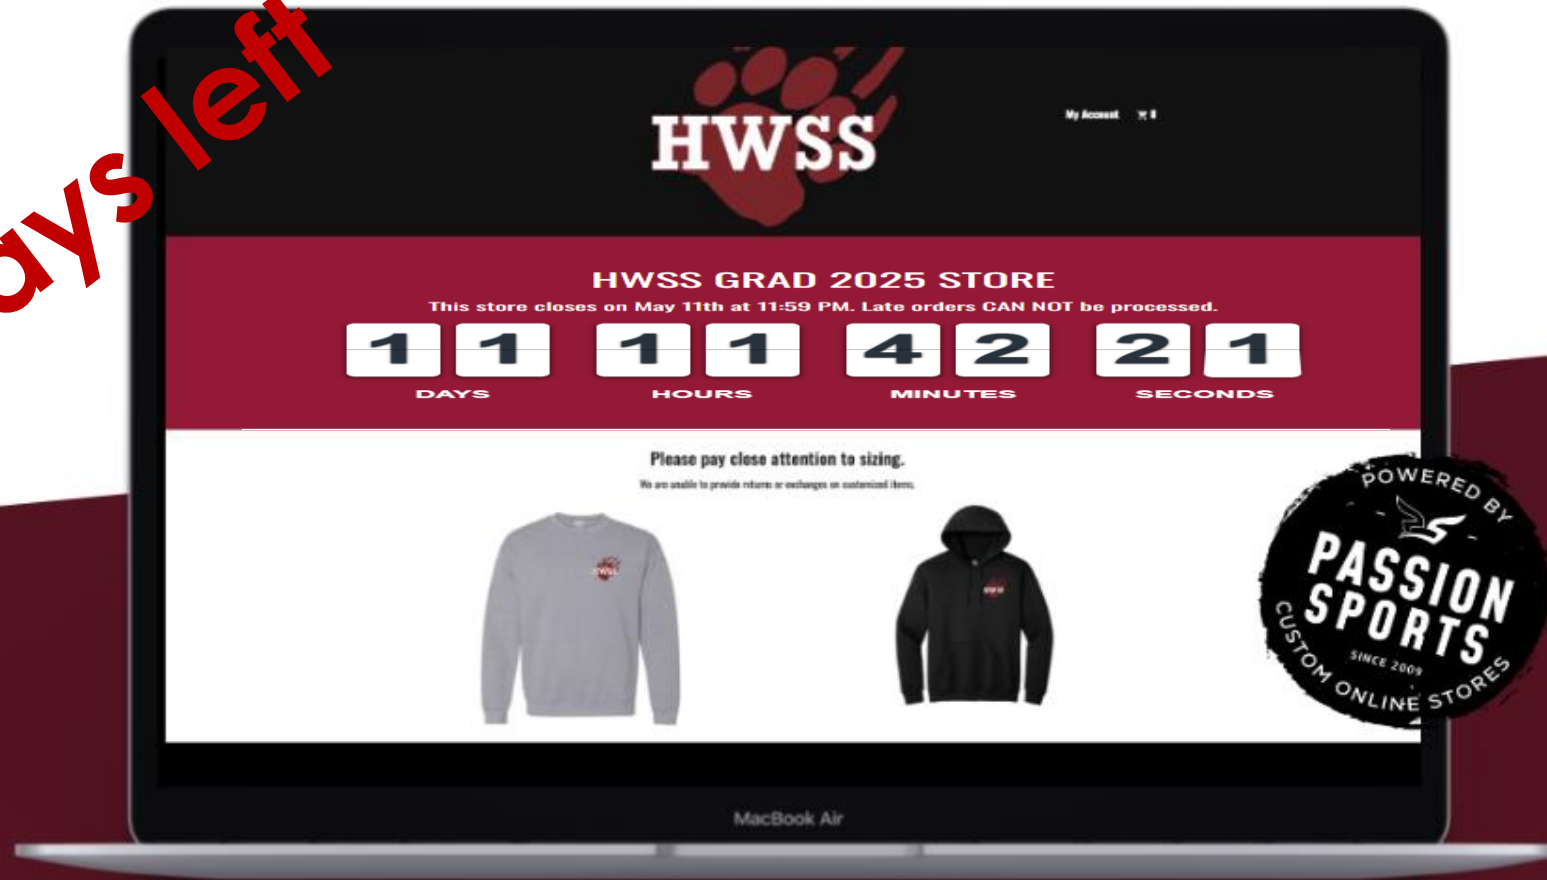 ays left
HWSS
My Account
HWSS GRAD 2025 STORE
This store closes on May 11th at 11:59 PM. Late orders CAN NOT be processed.
1 1 1 1 4 2 2 1
DAYS HOURS MINUTES SECONDS
Please pay close attention to sizing.
We are unable to provide returns or exchanges on customized items.
HWSS
POWERED BY
PASSION
SPORTS
SINCE 2009
CUSTOM ONLINE STORES
MacBook Air